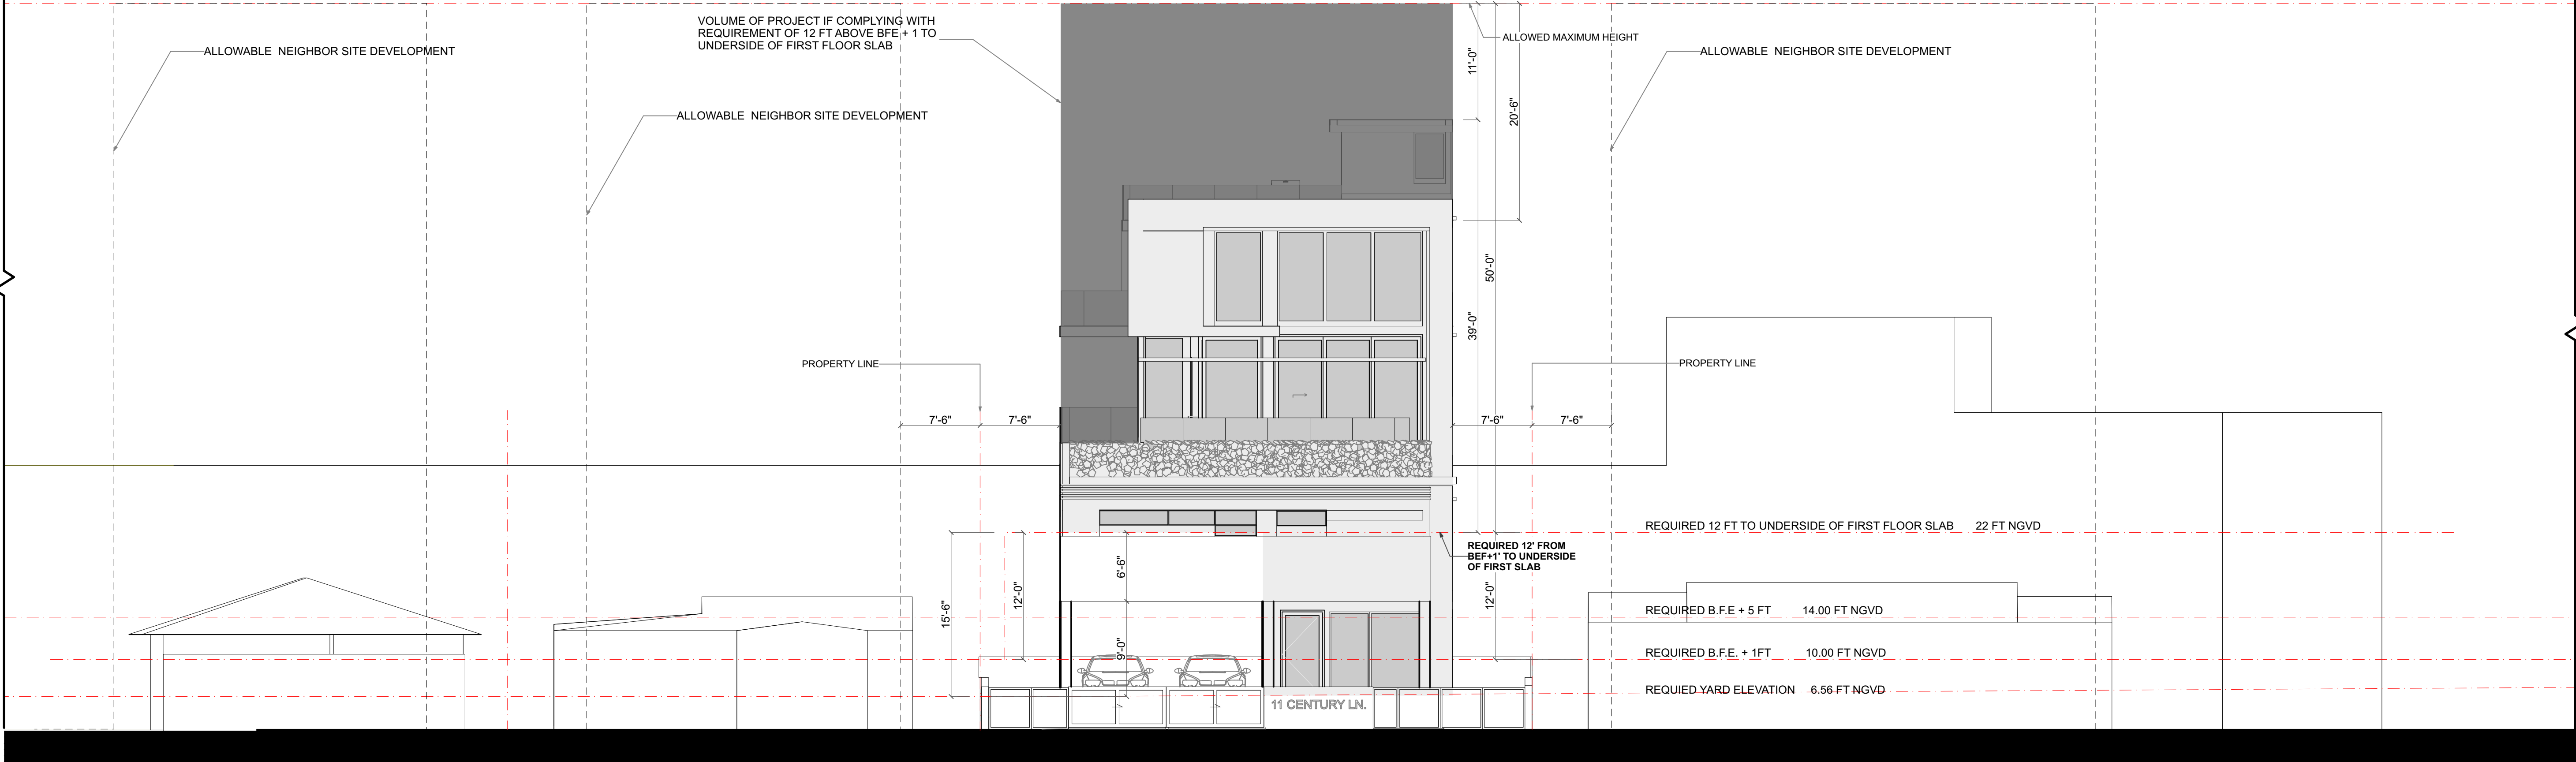 VOLUME OF PROJECT IF COMPLYING WITH
REQUIREMENT OF 12 FT ABOVE BFE + 1 TO
UNDERSIDE OF FIRST FLOOR SLAB
ALLOWABLE NEIGHBOR SITE DEVELOPMENT
ALLOWED MAXIMUM HEIGHT
ALLOWABLE NEIGHBOR SITE DEVELOPMENT
11'-0"
20'-6"
ALLOWABLE NEIGHBOR SITE DEVELOPMENT
50'-0"
39'-0"
PROPERTY LINE
PROPERTY LINE
7'-6"
7'-6"
7'-6"
7'-6"
REQUIRED 12 FT TO UNDERSIDE OF FIRST FLOOR SLAB 22 FT NGVD
REQUIRED 12' FROM
BEF+1' TO UNDERSIDE
OF FIRST SLAB
6'-6"
15'-6"
12'-0"
12'-0"
REQUIRED B.F.E + 5 FT 14.00 FT NGVD
9'-0"
REQUIRED B.F.E. + 1FT 10.00 FT NGVD
REQUIED YARD ELEVATION 6.56 FT NGVD
11 CENTURY LN.